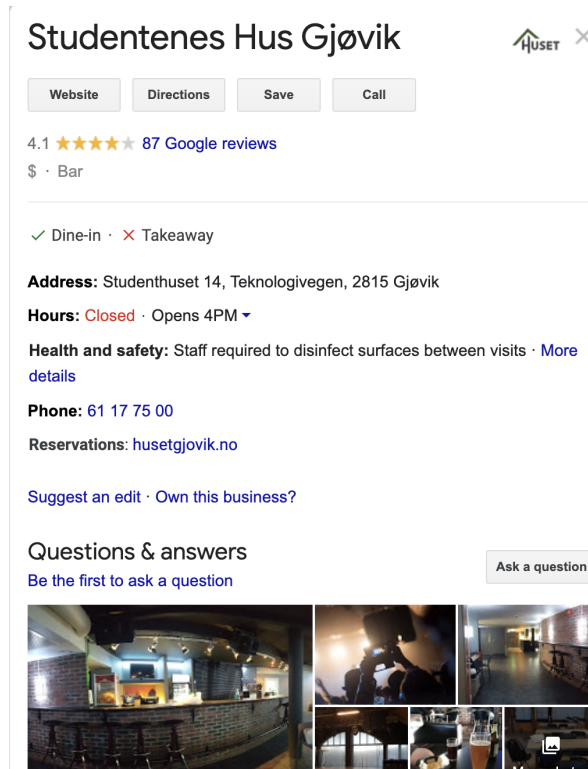 Studentenes Hus Gjøvik
HUSET
Website
Directions
Save
Call
4.1 87 Google reviews
$ · Bar
Dine-in · Takeaway
Address: Studenthuset 14, Teknologivegen, 2815 Gjøvik
Hours: Closed · Opens 4PM
Health and safety: Staff required to disinfect surfaces between visits · More
details
Phone: 61 17 75 00
Reservations: husetgjovik.no
Suggest an edit · Own this business?
Questions & answers
Ask a question
Be the first to ask a question